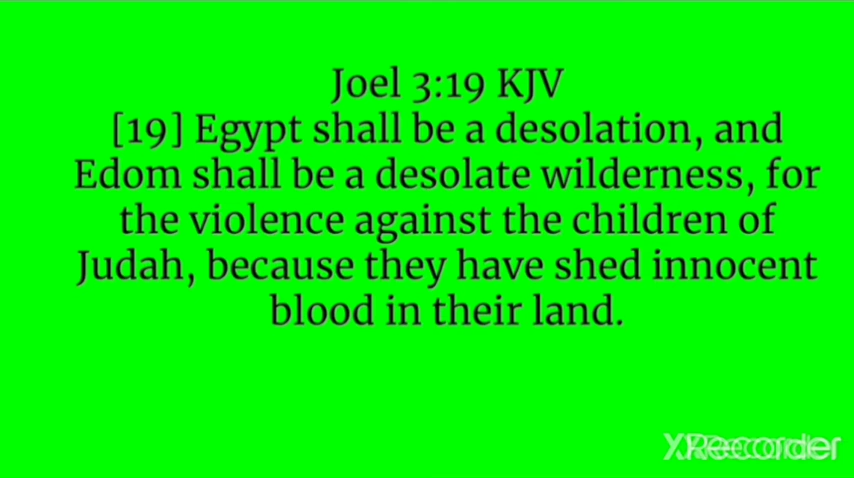 Joel 3:19 KJV
[19] Egypt shall be a desolation, and
Edom shall be a desolate wilderness, for
the violence against the children of
Judah, because they have shed innocent
blood in their land.
XRecorder